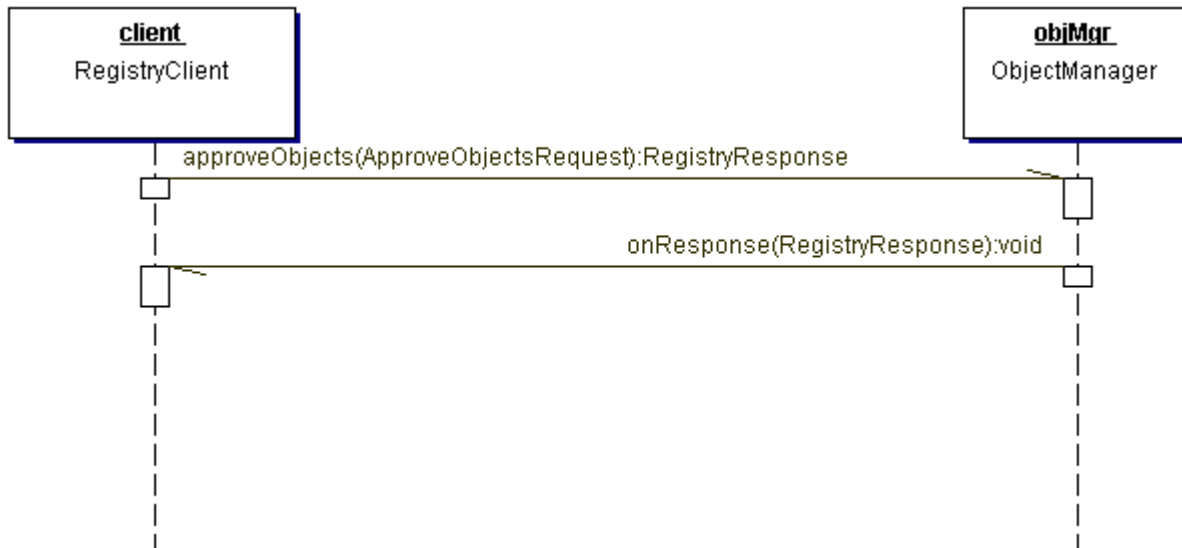 client
RegistryClient
objMgr
ObjectManager
approveObjects(ApproveObjectsRequest):RegistryResponse
onResponse(RegistryResponse):void